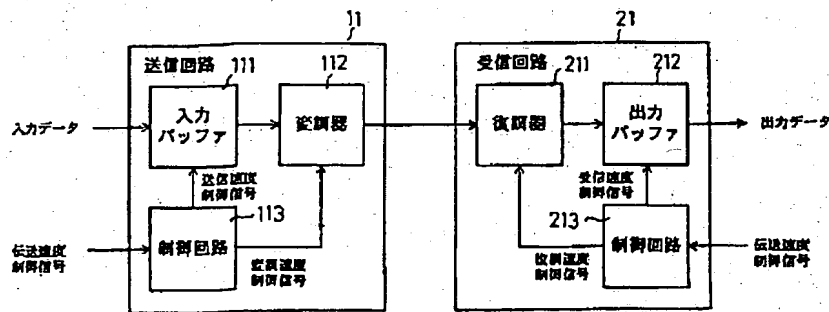 11
送信回路
111
112
入力データ
入力
バッファ
変調器
送信速度
制御信号
113
伝送速度
制御信号
制御回路
変調速度
制御信号
21
受信回路
211
212
復調器
出力
バッファ
出力データ
受信速度
制御信号
213
制御回路
復調速度
制御信号
伝送速度
制御信号